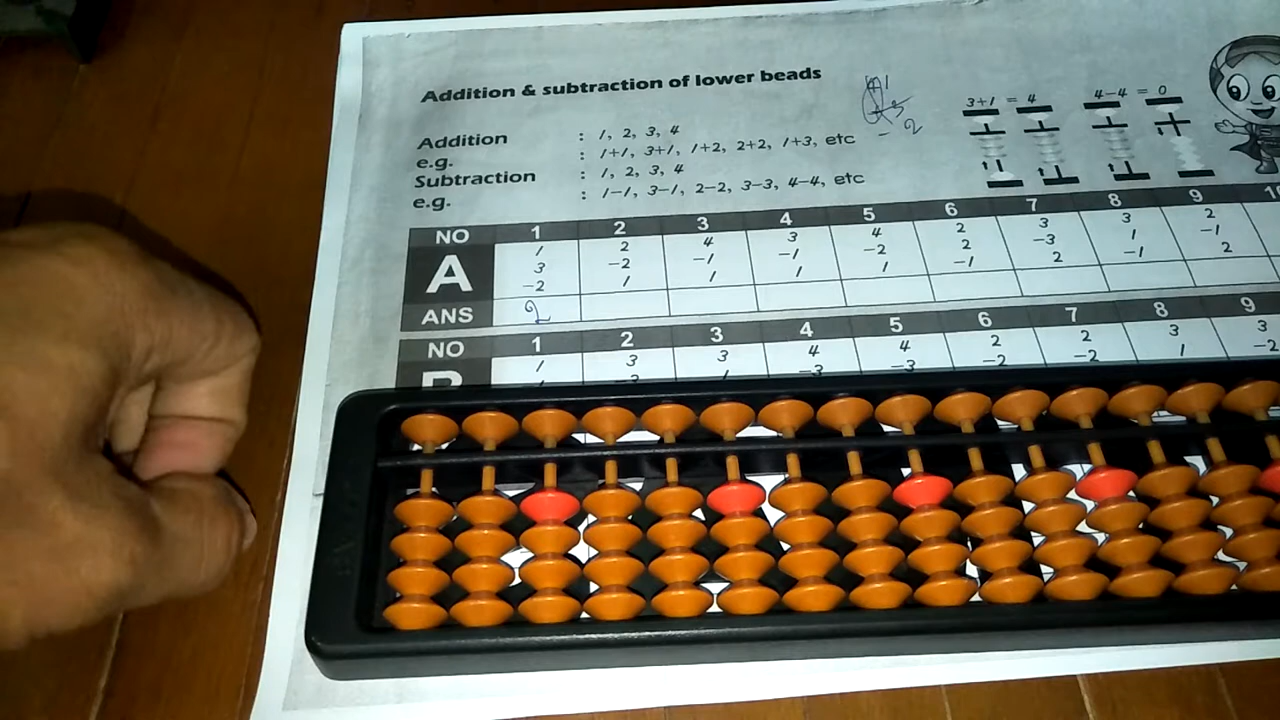 Addition & subtraction of lower beads
3+1 = 4 4-4 = 0
Addition : 1, 2, 3, 4
e.g. : 1+1, 3+1, 1+2, 2+2, 1+3, etc
Subtraction : 1, 2, 3, 4
e.g. : 1-1, 3-1, 2-2, 3-3, 4-4, etc
- 2
NO 1 2 3 4 5 6 7 8 9 10
A 1 2 4 3 4 2 3 3 2
3 -2 -1 -1 -2 2 -3 1 -1
-2 1 1 1 1 -1 2 -1 2
ANS 2
NO 1 2 3 4 5 6 7 8 9
1 3 3 4 4 2 2 3 3
1 -3 -3 -2 -2 1 -2